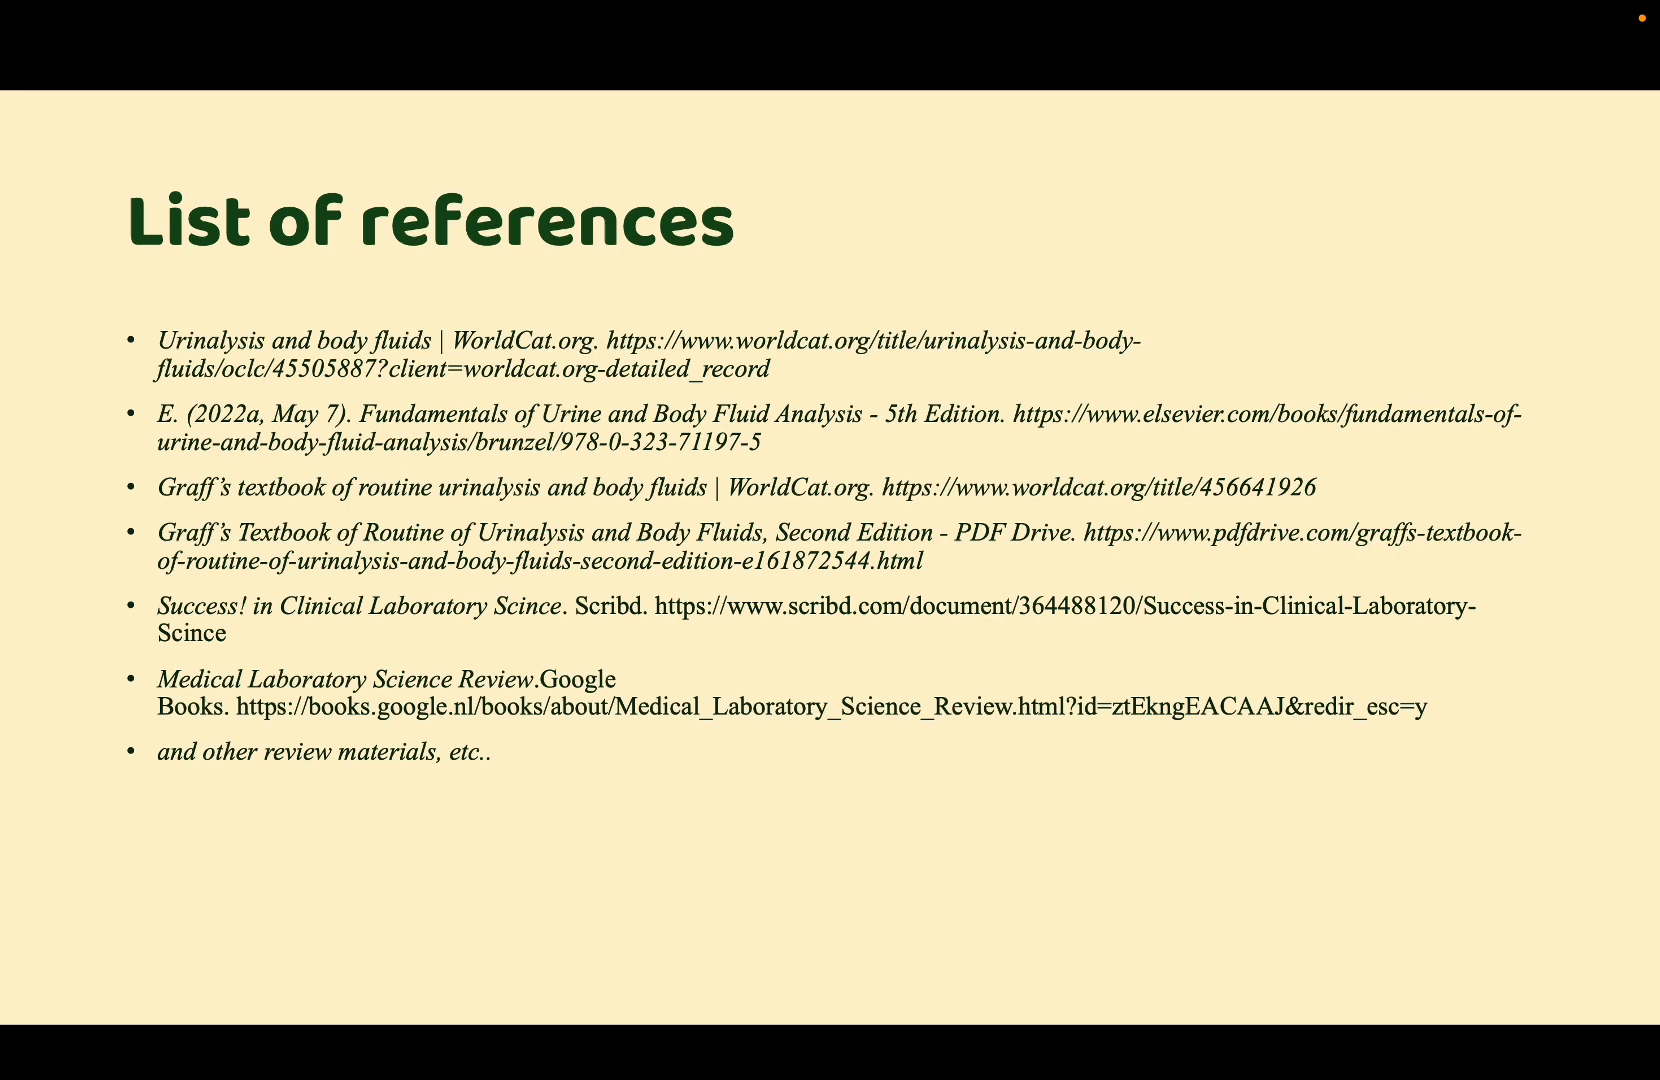 List of references
• Urinalysis and body fluids | WorldCat.org. https://www.worldcat.org/title/urinalysis-and-body-
fluids/oclc/45505887?client=worldcat.org-detailed_record
• E. (2022a, May 7). Fundamentals of Urine and Body Fluid Analysis - 5th Edition. https://www.elsevier.com/books/fundamentals-of-
urine-and-body-fluid-analysis/brunzel/978-0-323-71197-5
• Graff’s textbook of routine urinalysis and body fluids | WorldCat.org. https://www.worldcat.org/title/456641926
• Graff’s Textbook of Routine of Urinalysis and Body Fluids, Second Edition - PDF Drive. https://www.pdfdrive.com/graffs-textbook-
of-routine-of-urinalysis-and-body-fluids-second-edition-e161872544.html
• Success! in Clinical Laboratory Scince. Scribd. https://www.scribd.com/document/364488120/Success-in-Clinical-Laboratory-
Scince
• Medical Laboratory Science Review.Google
Books. https://books.google.nl/books/about/Medical_Laboratory_Science_Review.html?id=ztEkngEACAAJ&redir_esc=y
• and other review materials, etc..